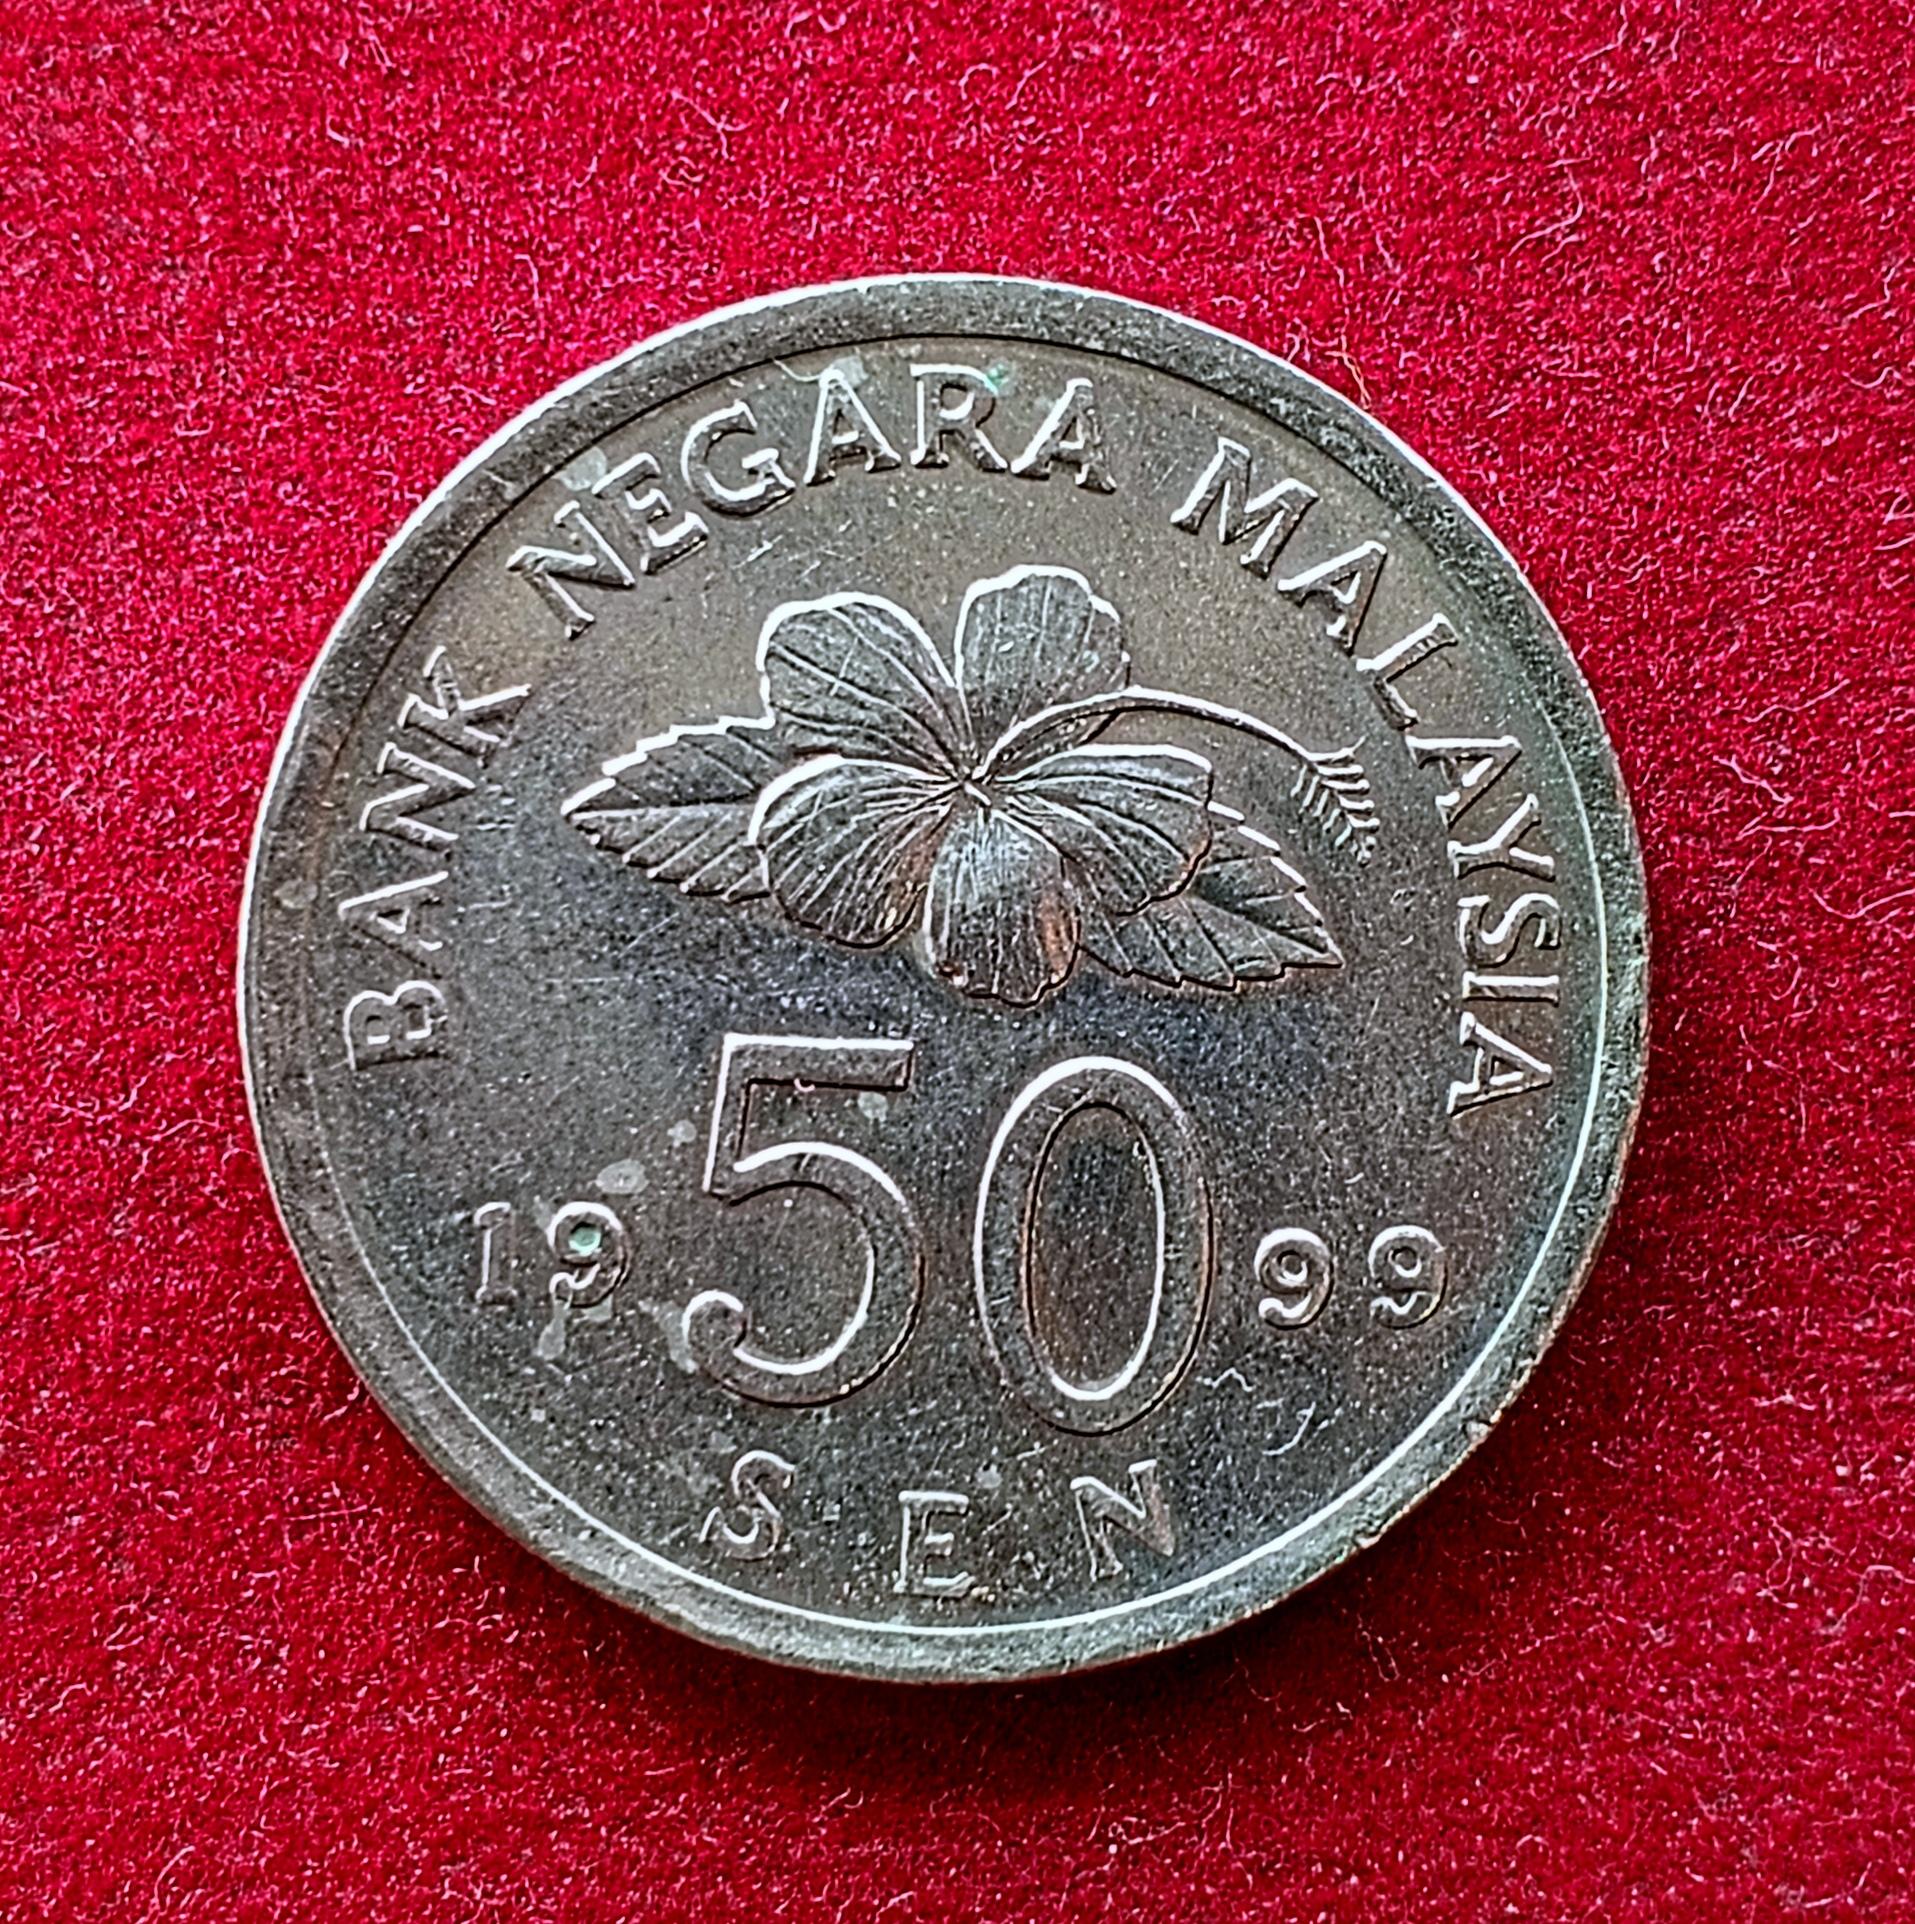 BANK NEGARA MALAYSIA
19 50 99
SEN